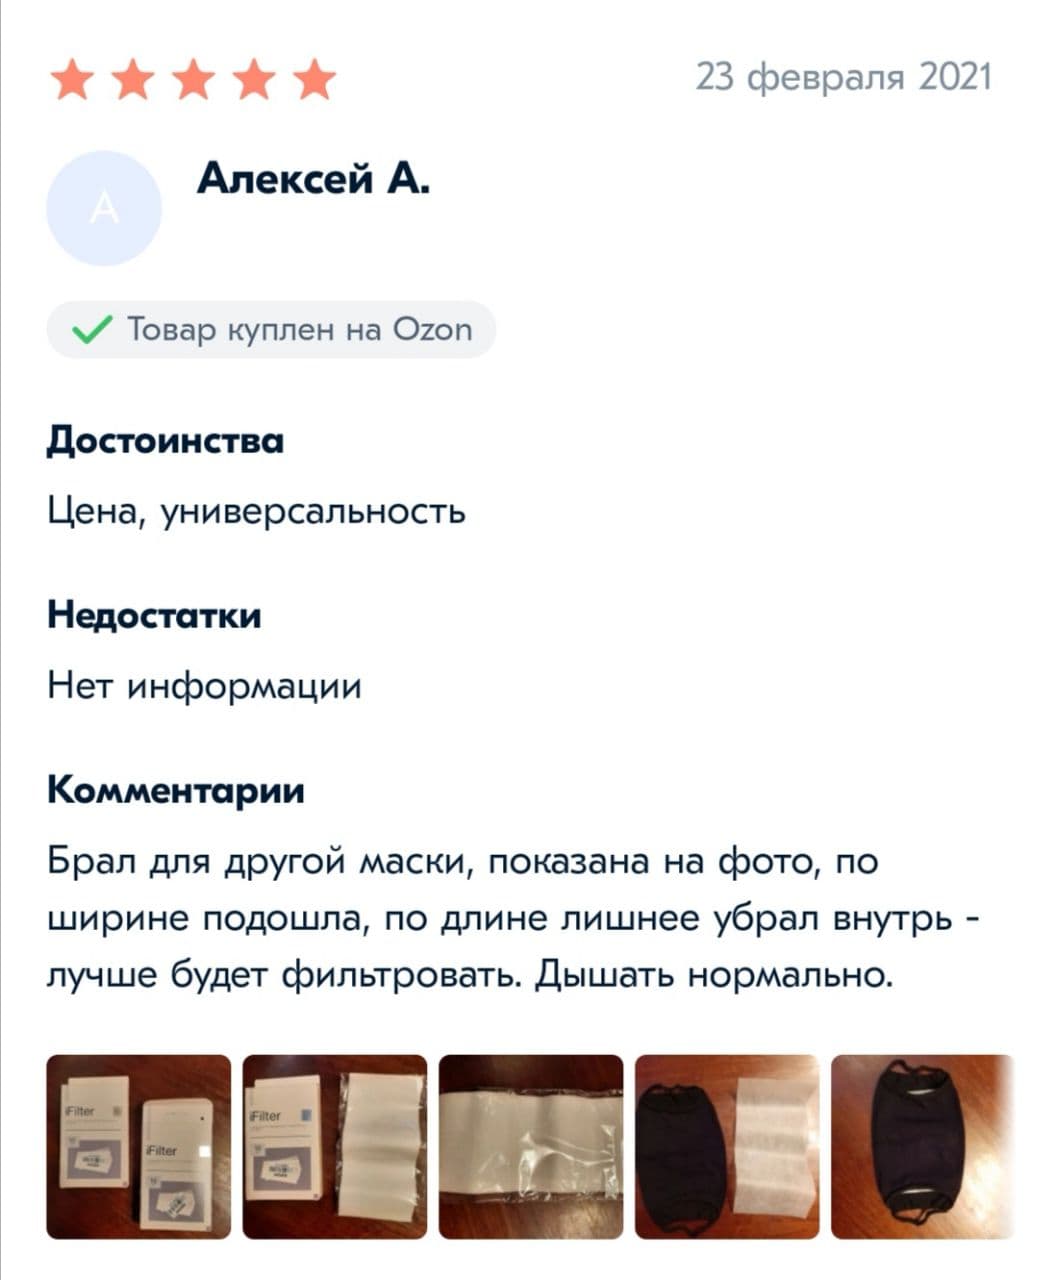 23 февраля 2021
А
Алексей А.
Товар куплен на Ozon
Достоинства
Цена, универсальность
Недостатки
Нет информации
Комментарии
Брал для другой маски, показана на фото, по
ширине подошла, по длине лишнее убрал внутрь -
лучше будет фильтровать. Дышать нормально.
iFilter
iFilter
iFilter